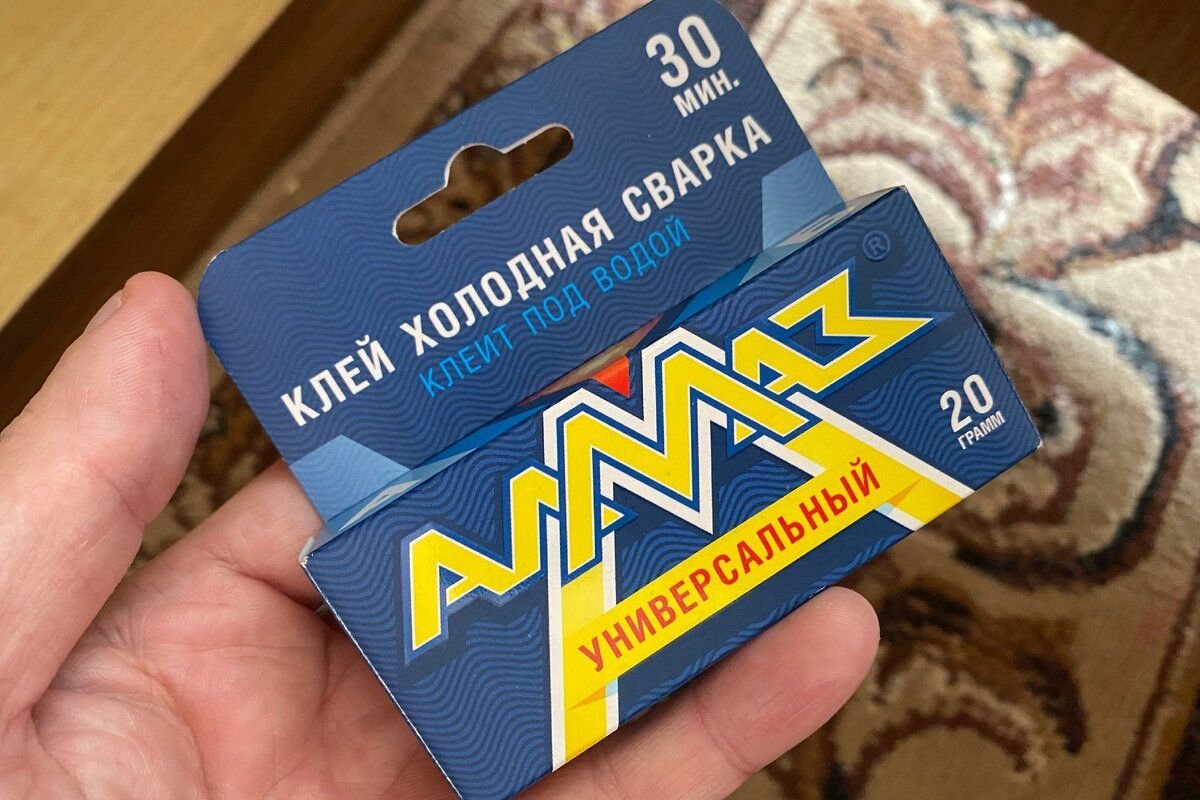 30
МИН.
КЛЕЙ ХОЛОДНАЯ СВАРКА
КЛЕИТ ПОД ВОДОЙ
АЛМАЗ®
УНИВЕРСАЛЬНЫЙ
20
ГРАММ